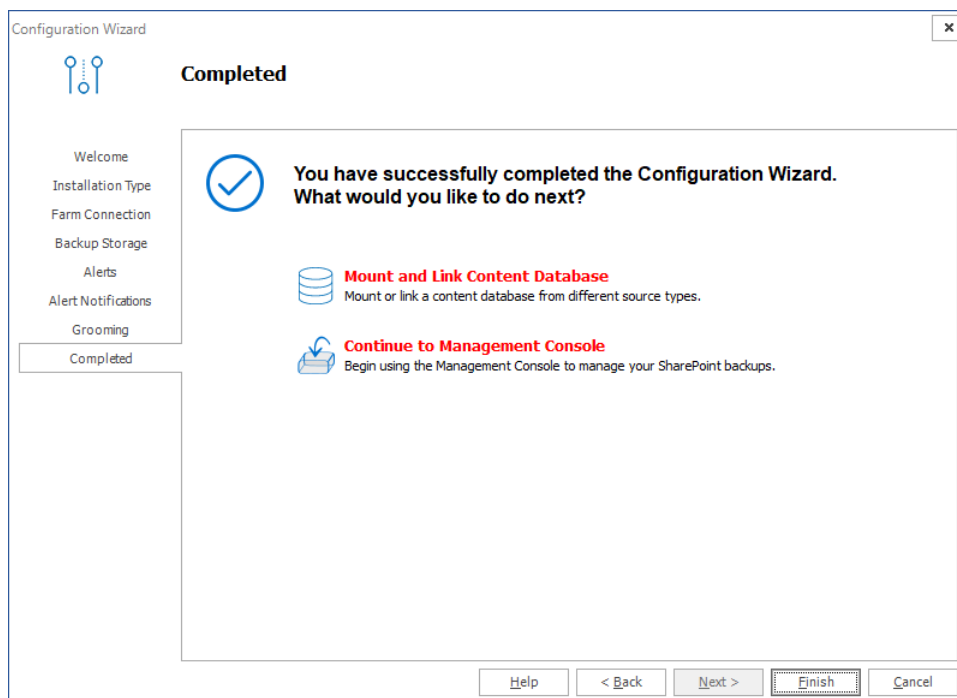 Configuration Wizard
Completed
Welcome
Installation Type
Farm Connection
Backup Storage
Alerts
Alert Notifications
Grooming
Completed
You have successfully completed the Configuration Wizard.
What would you like to do next?
Mount and Link Content Database
Mount or link a content database from different source types.
Continue to Management Console
Begin using the Management Console to manage your SharePoint backups.
Help
< Back
Next >
Finish
Cancel